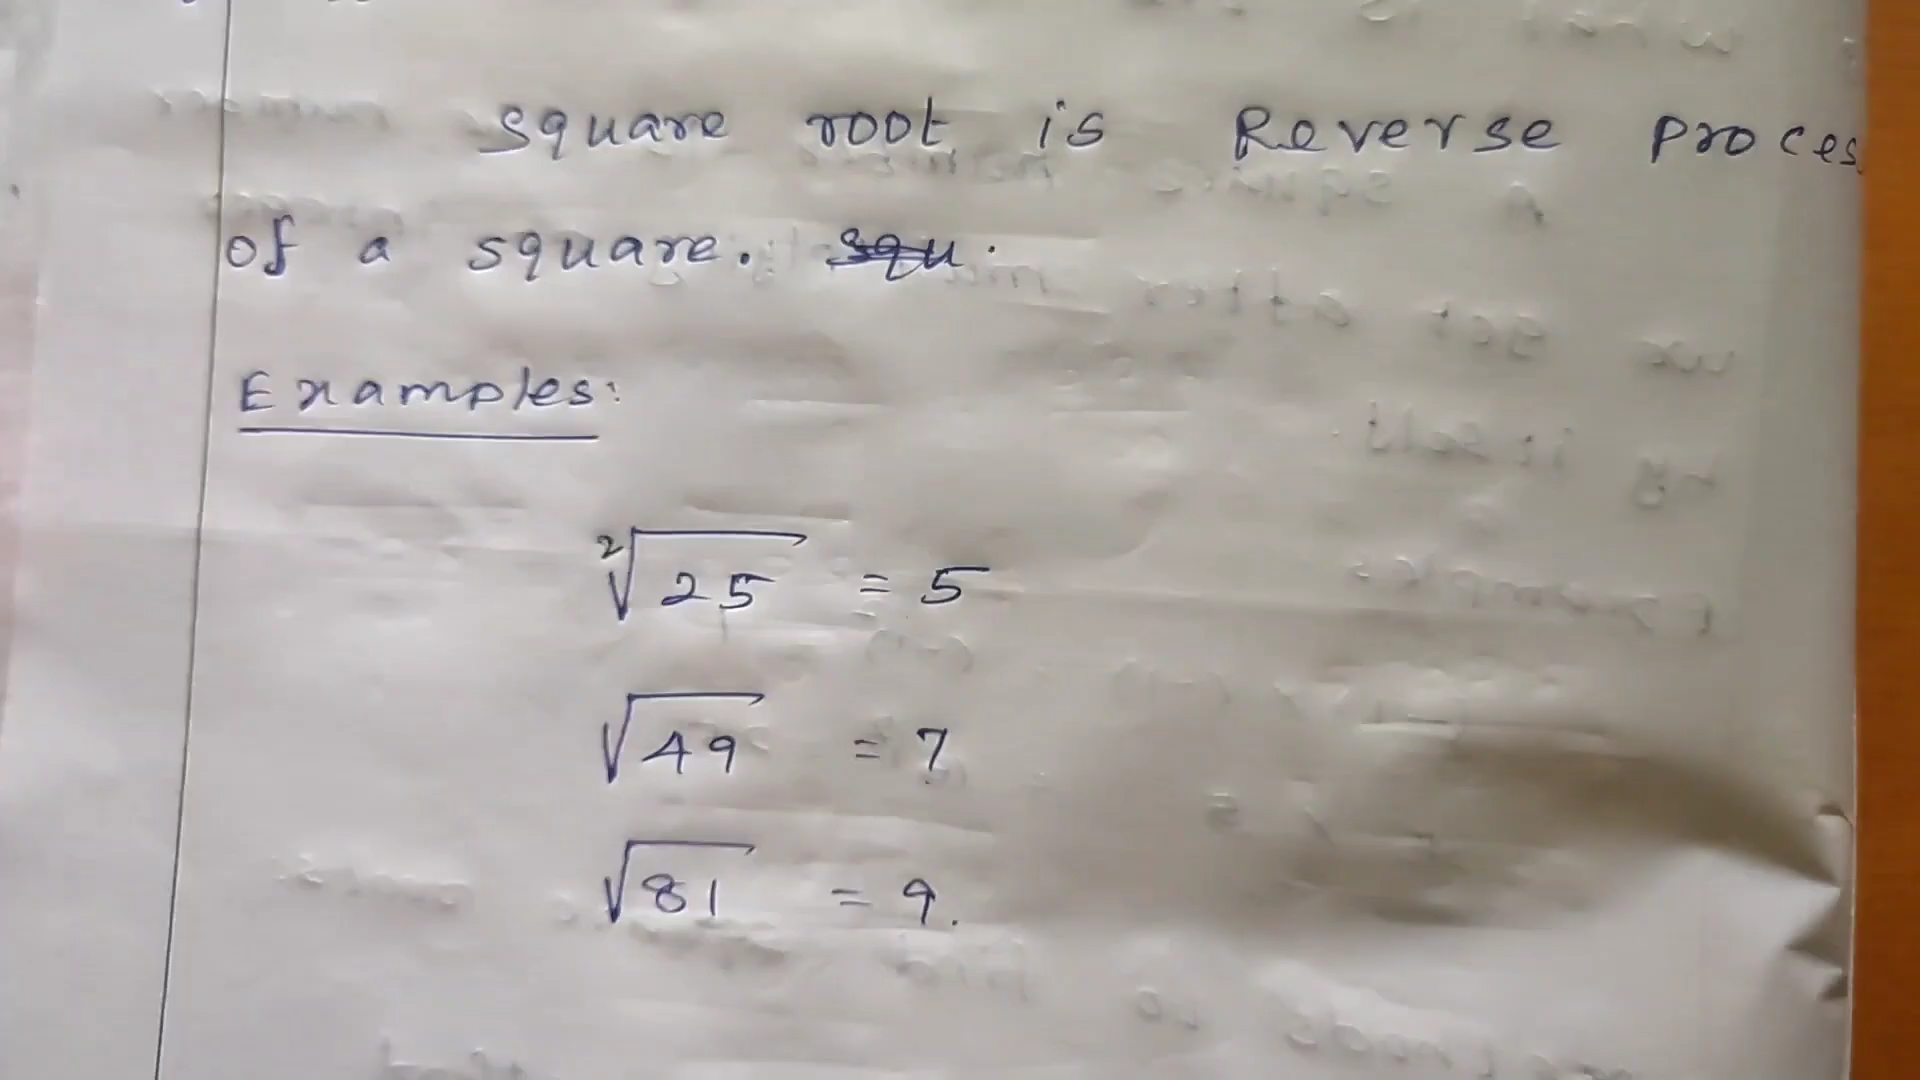 Square root is Reverse Proces
of a square. squ.
Examples:
²√25 = 5
√49 = 7
√81 = 9.